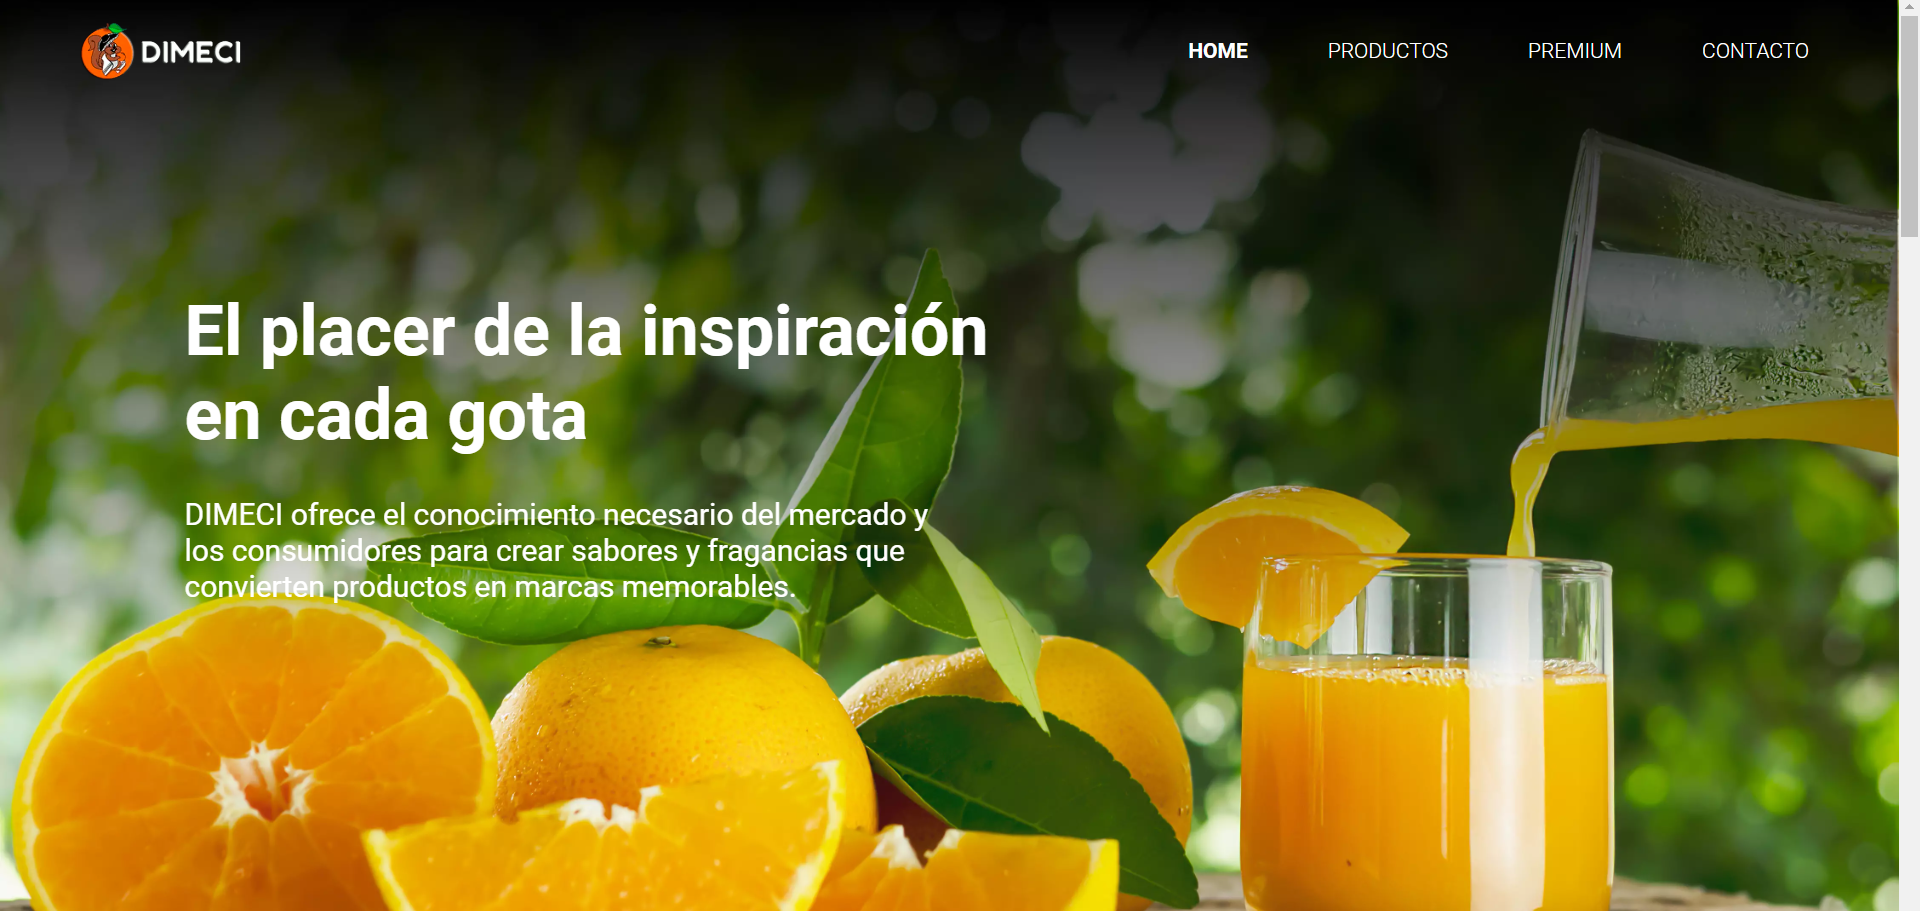 DIMECI
HOME PRODUCTOS PREMIUM CONTACTO
El placer de la inspiración
en cada gota
DIMECI ofrece el conocimiento necesario del mercado y
los consumidores para crear sabores y fragancias que
convierten productos en marcas memorables.